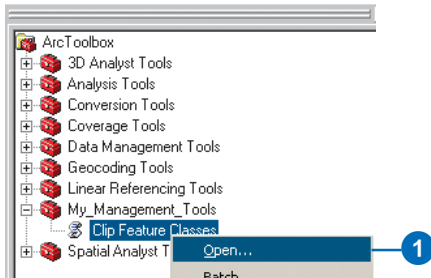 ArcToolbox
3D Analyst Tools
Analysis Tools
Conversion Tools
Coverage Tools
Data Management Tools
Geocoding Tools
Linear Referencing Tools
My_Management_Tools
Clip Feature Classes
Spatial Analyst T
Open...
1
Batch